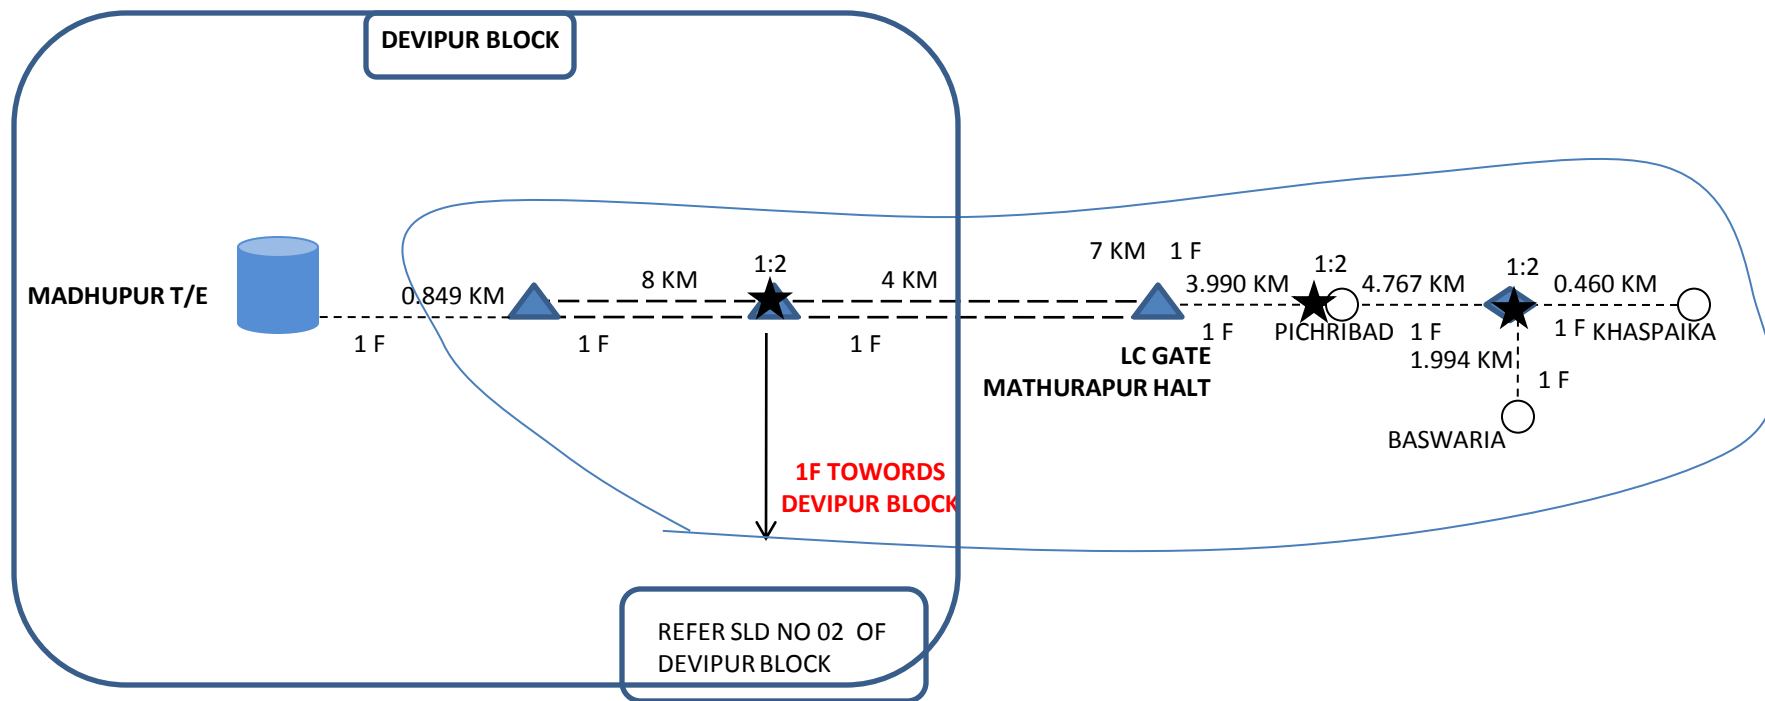 DEVIPUR BLOCK
7 KM 1 F
1:2
1:2
1:2
MADHUPUR T/E
0.849 KM
8 KM
4 KM
3.990 KM
4.767 KM
0.460 KM
1 F
1 F
1 F
1 F
PICHRIBAD
1 F
1 F
KHASPAIKA
LC GATE
MATHURAPUR HALT
1.994 KM
1 F
BASWARIA
1F TOWORDS
DEVIPUR BLOCK
REFER SLD NO 02 OF
DEVIPUR BLOCK